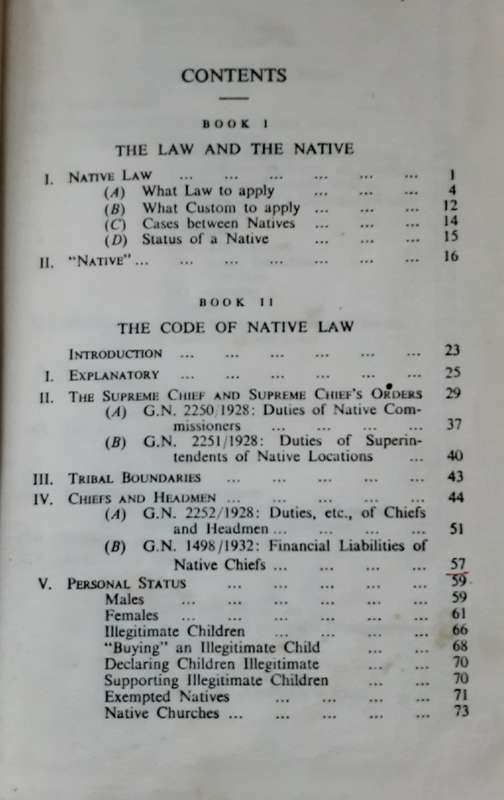 CONTENTS
BOOK I
THE LAW AND THE NATIVE
I. NATIVE LAW ... ... ... ... ... ... 1
(A) What Law to apply ... ... ... 4
(B) What Custom to apply ... ... ... 12
(C) Cases between Natives ... ... ... 14
(D) Status of a Native ... ... ... 15
II. "NATIVE" ... ... ... ... ... ... ... 16
BOOK II
THE CODE OF NATIVE LAW
INTRODUCTION ... ... ... ... ... ... 23
I. EXPLANATORY ... ... ... ... ... ... 25
II. THE SUPREME CHIEF AND SUPREME CHIEF'S ORDERS 29
(A) G.N. 2250/1928: Duties of Native Com-
missioners ... ... ... ... 37
(B) G.N. 2251/1928: Duties of Superin-
tendents of Native Locations ... 40
III. TRIBAL BOUNDARIES ... ... ... ... ... 43
IV. CHIEFS AND HEADMEN ... ... ... ... ... 44
(A) G.N. 2252/1928: Duties, etc., of Chiefs
and Headmen ... ... ... ... 51
(B) G.N. 1498/1932: Financial Liabilities of
Native Chiefs ... ... ... ... 57
V. PERSONAL STATUS ... ... ... ... ... 59
Males ... ... ... ... ... ... 59
Females ... ... ... ... ... ... 61
Illegitimate Children ... ... ... ... 66
"Buying" an Illegitimate Child ... ... 68
Declaring Children Illegitimate ... ... 70
Supporting Illegitimate Children ... ... 70
Exempted Natives ... ... ... ... 71
Native Churches ... ... ... ... ... 73